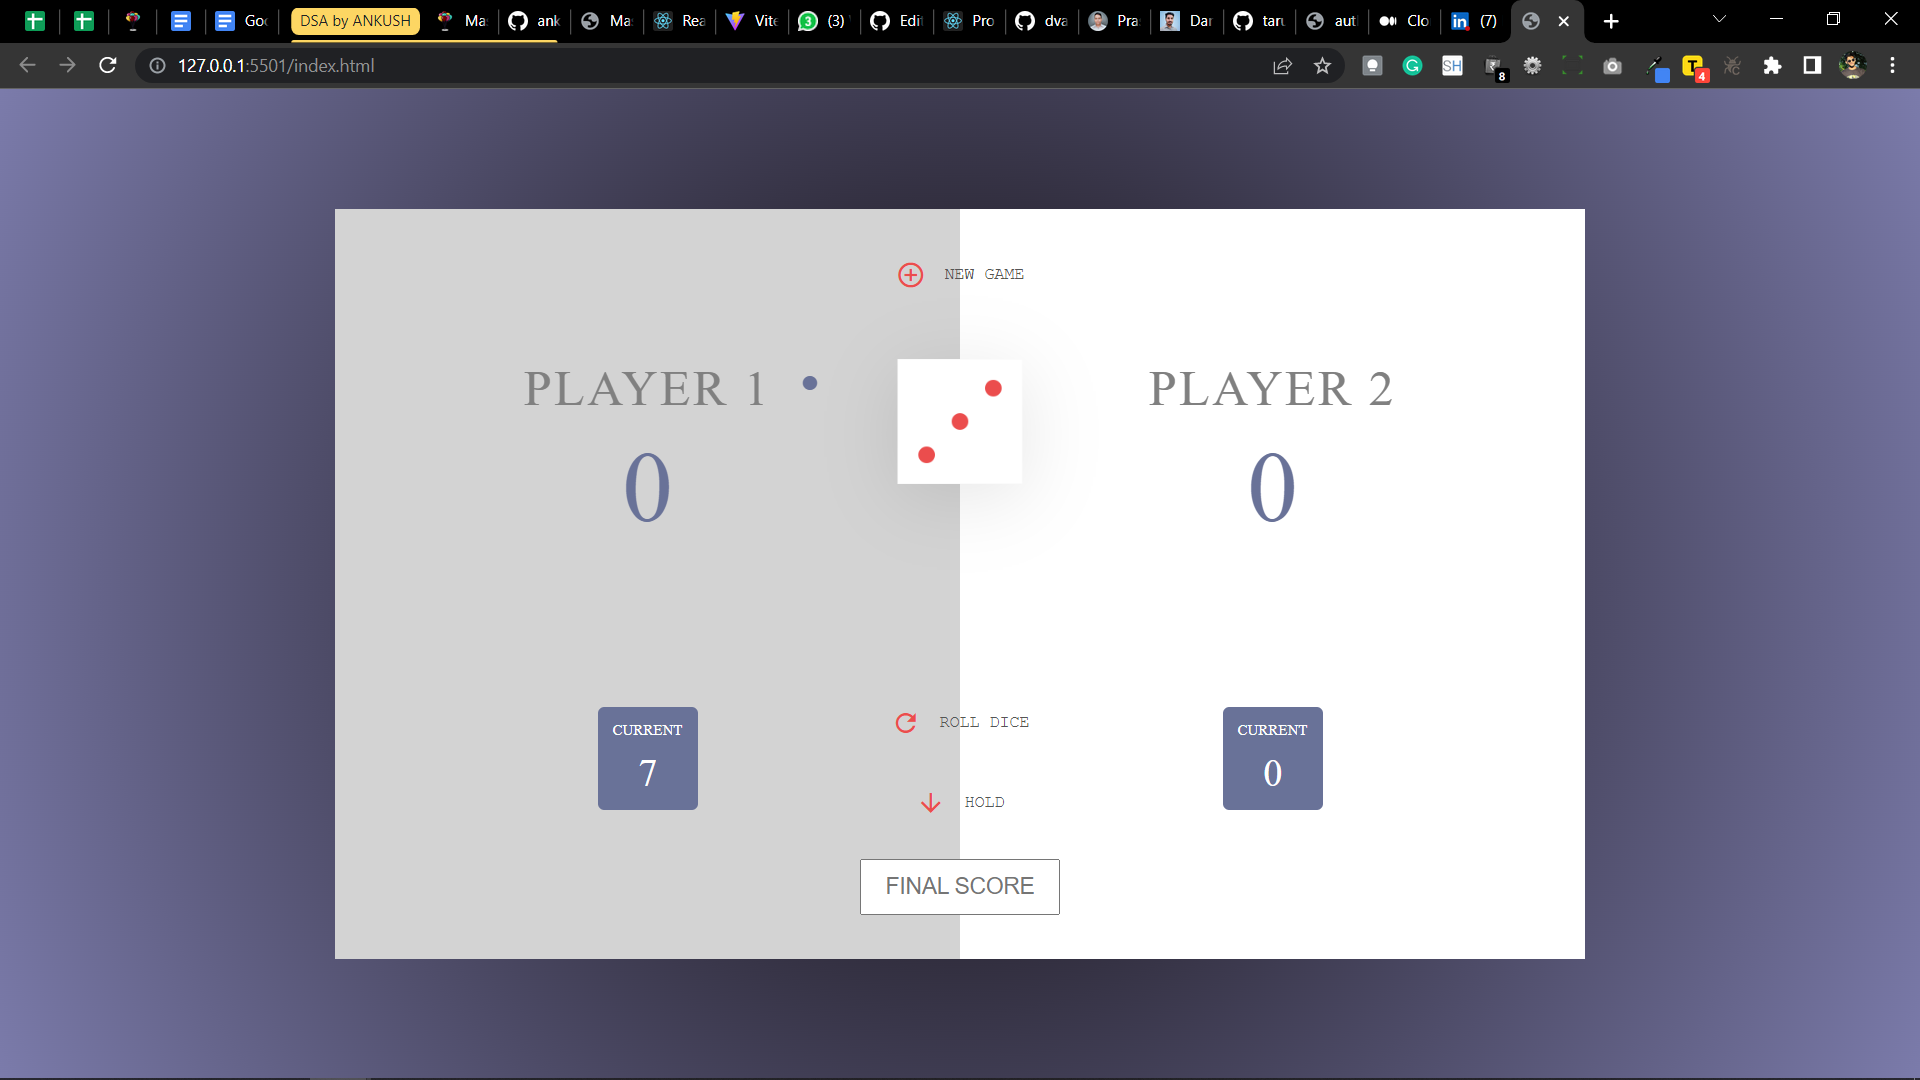 Goo
DSA by ANKUSH
Ma
ank
Ma
Rea
Vite
(3)
Edit
Pro
dva
Pra
Dar
taru
aut
Clo
in (7)
127.0.0.1:5501/index.html
G
SH
8
T
4
NEW GAME
PLAYER 1
PLAYER 2
0
0
CURRENT
7
ROLL DICE
CURRENT
0
HOLD
FINAL SCORE